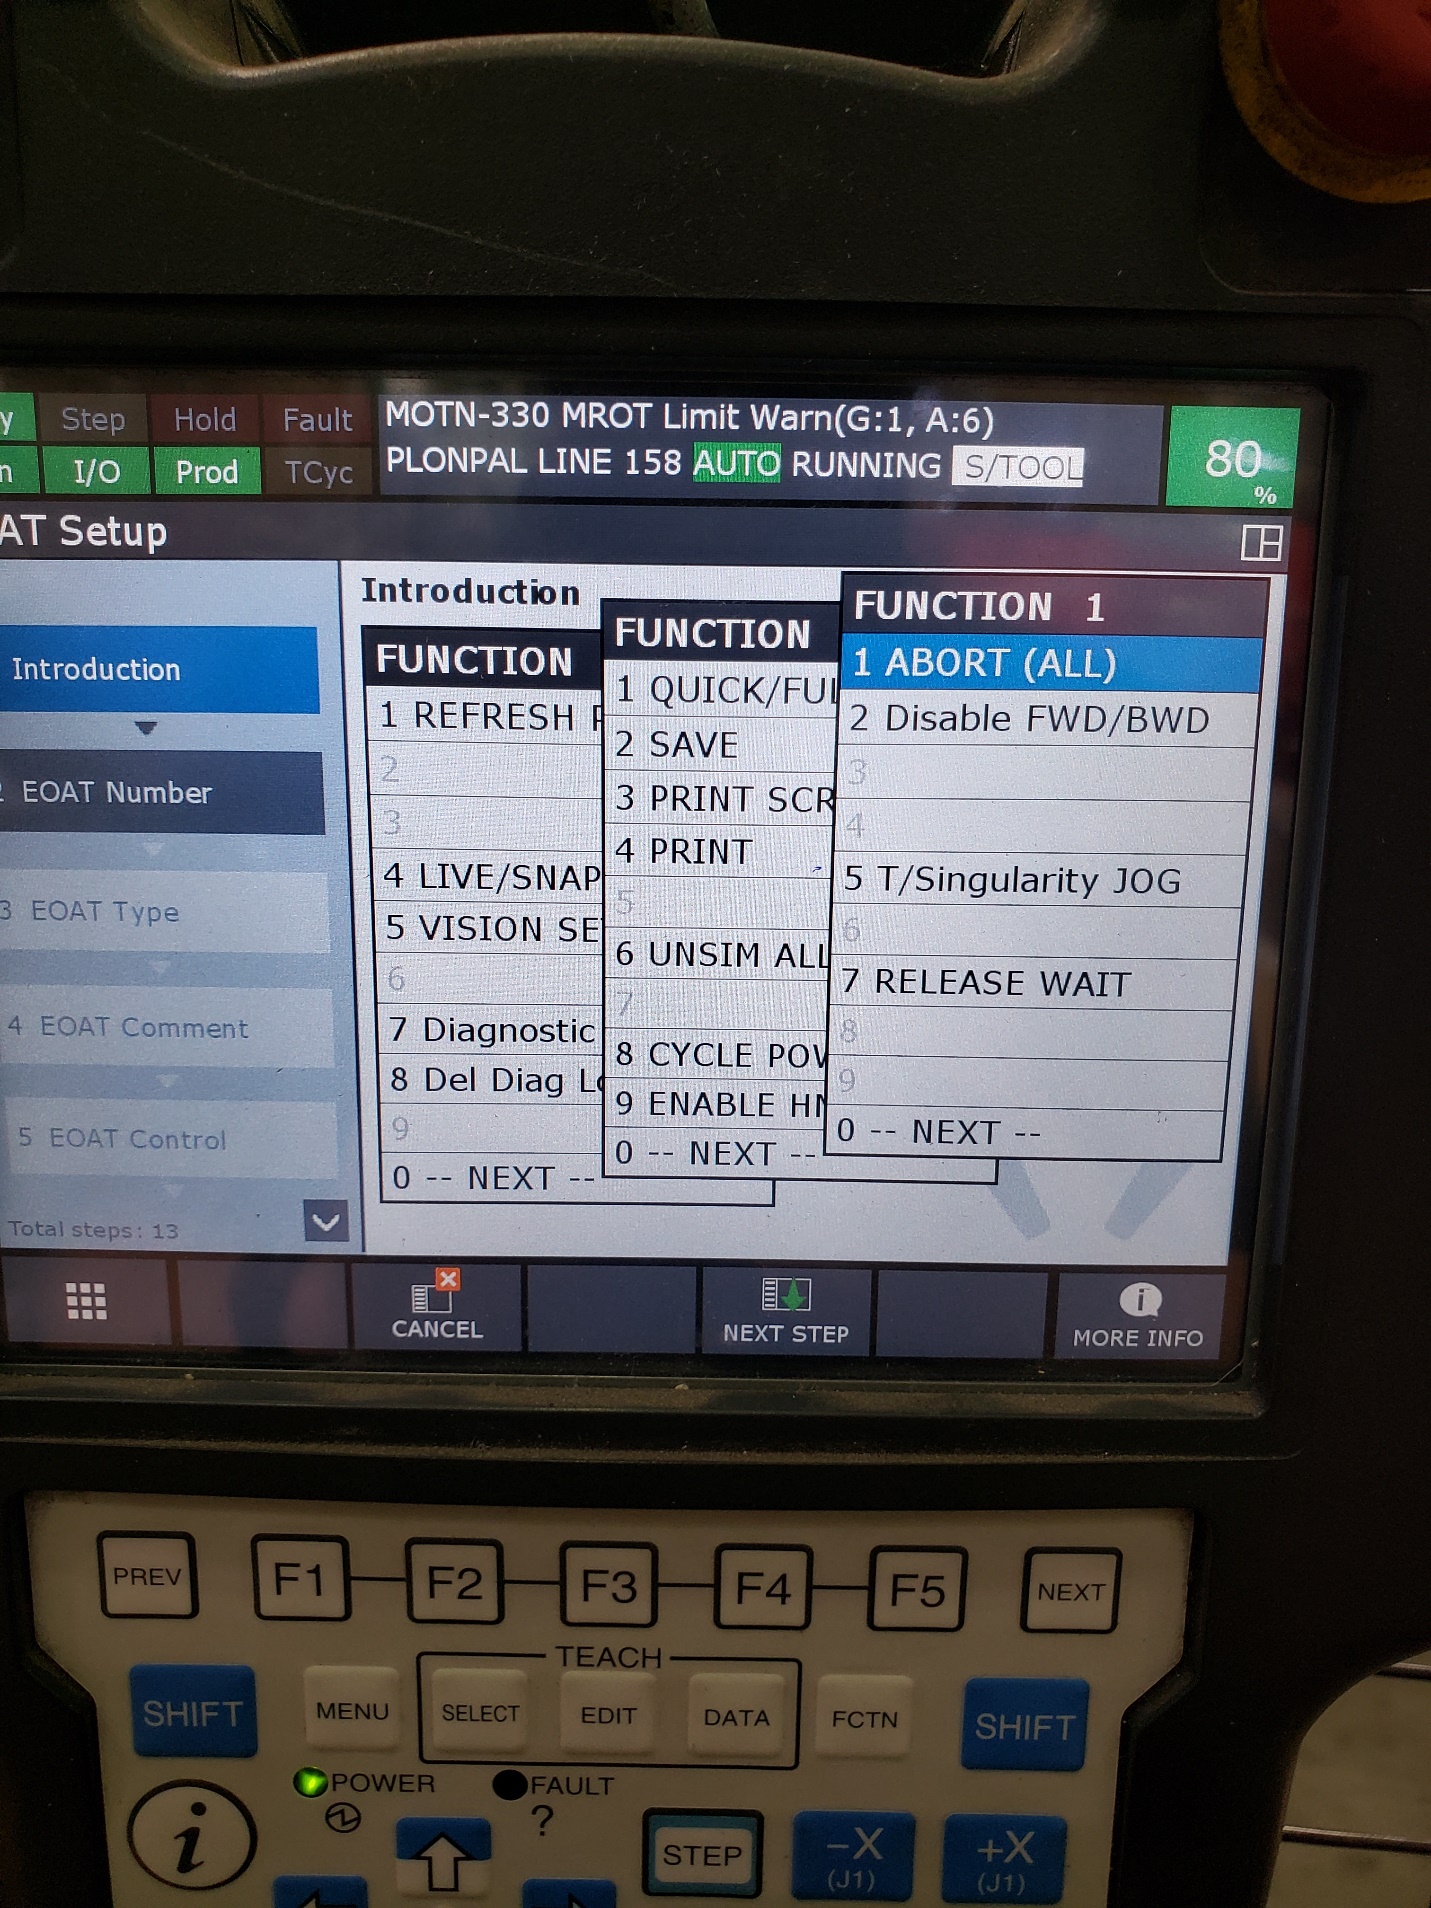 y Step Hold Fault
n I/O Prod TCyc
MOTN-330 MROT Limit Warn(G:1, A:6)
PLONPAL LINE 158 AUTO RUNNING S/TOOL
80
%
AT Setup
Introduction
EOAT Number
3 EOAT Type
4 EOAT Comment
5 EOAT Control
Total steps: 13
Introduction
FUNCTION
1 REFRESH
2
3
4 LIVE/SNAP
5 VISION SE
6
7 Diagnostic
8 Del Diag L
9
0 -- NEXT --
FUNCTION
1 QUICK/FUL
2 SAVE
3 PRINT SCR
4 PRINT
5
6 UNSIM ALL
7
8 CYCLE POW
9 ENABLE HM
0 -- NEXT --
FUNCTION 1
1 ABORT (ALL)
2 Disable FWD/BWD
3
4
5 T/Singularity JOG
6
7 RELEASE WAIT
8
9
0 -- NEXT --
CANCEL
NEXT STEP
MORE INFO
PREV F1 F2 F3 F4 F5 NEXT
TEACH
SHIFT MENU SELECT EDIT DATA FCTN SHIFT
POWER FAULT
i
?
STEP
-X
(J1)
+X
(J1)